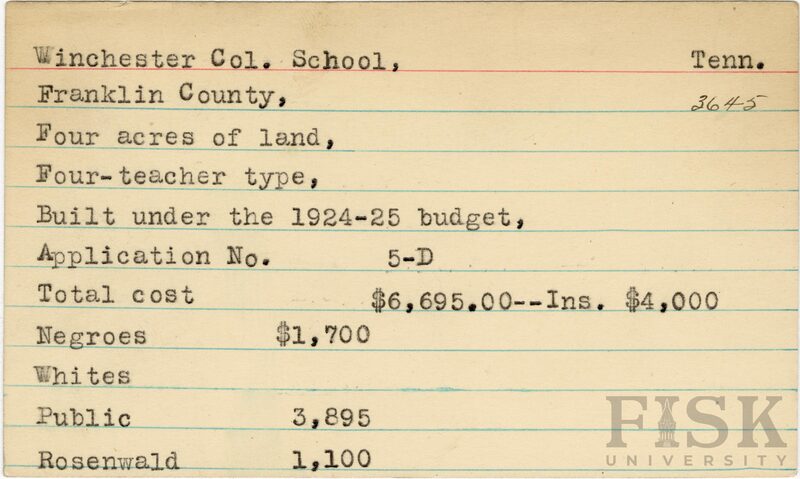 Winchester Col. School, Tenn.
Franklin County, 3645
Four acres of land,
Four-teacher type,
Built under the 1924-25 budget,
Application No. 5-D
Total cost $6,695.00--Ins. $4,000
Negroes $1,700
Whites
Public 3,895
Rosenwald 1,100
FISK
UNIVERSITY